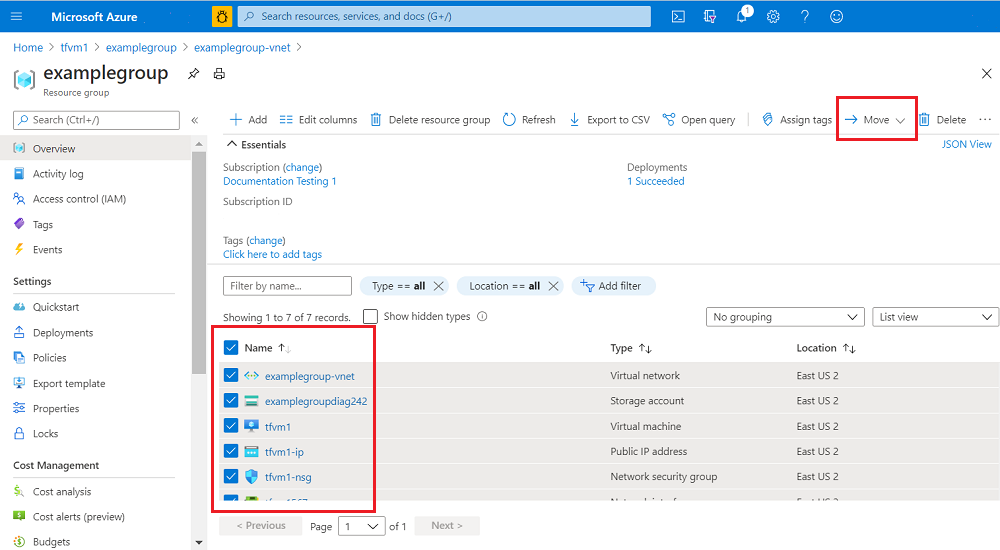 Microsoft Azure
Search resources, services, and docs (G+/)
1
Home > tfvm1 > examplegroup > examplegroup-vnet >
examplegroup
Resource group
Search (Ctrl+/)
«
Add
Edit columns
Delete resource group
Refresh
Export to CSV
Open query
Assign tags
Move
Delete
...
Overview
Activity log
Access control (IAM)
Tags
Events
Settings
Quickstart
Deployments
Policies
Export template
Properties
Locks
Cost Management
Cost analysis
Cost alerts (preview)
Budgets
Essentials
JSON View
Subscription (change)
Documentation Testing 1
Deployments
1 Succeeded
Subscription ID
Tags (change)
Click here to add tags
Filter by name...
Type == all
Location == all
Add filter
Showing 1 to 7 of 7 records.
Show hidden types
No grouping
List view
Name ↑↓ Type ↑↓ Location ↑↓
examplegroup-vnet Virtual network East US 2
examplegroupdiag242 Storage account East US 2
tfvm1 Virtual machine East US 2
tfvm1-ip Public IP address East US 2
tfvm1-nsg Network security group East US 2
< Previous Page 1 of 1 Next >